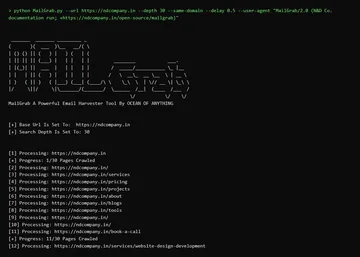 > python MailGrab.py --url https://ndcompany.in --depth 30 --same-domain --delay 0.5 --user-agent "MailGrab/2.0 (N&D Co.
documentation run; +https://ndcompany.in/open-source/mailgrab)"
MailGrab A Powerful Email Harvester Tool By OCEAN OF ANYTHING
[+] Base Url Is Set To: https://ndcompany.in
[+] Search Depth Is Set To: 30
[1] Processing: https://ndcompany.in
[+] Progress: 1/30 Pages Crawled
[2] Processing: https://ndcompany.in/
[3] Processing: https://ndcompany.in/services
[4] Processing: https://ndcompany.in/pricing
[5] Processing: https://ndcompany.in/projects
[6] Processing: https://ndcompany.in/about
[7] Processing: https://ndcompany.in/blogs
[8] Processing: https://ndcompany.in/tools
[9] Processing: https://ndcompany.in/
[10] Processing: https://ndcompany.in/
[11] Processing: https://ndcompany.in/book-a-call
[+] Progress: 11/30 Pages Crawled
[12] Processing: https://ndcompany.in/services/website-design-development